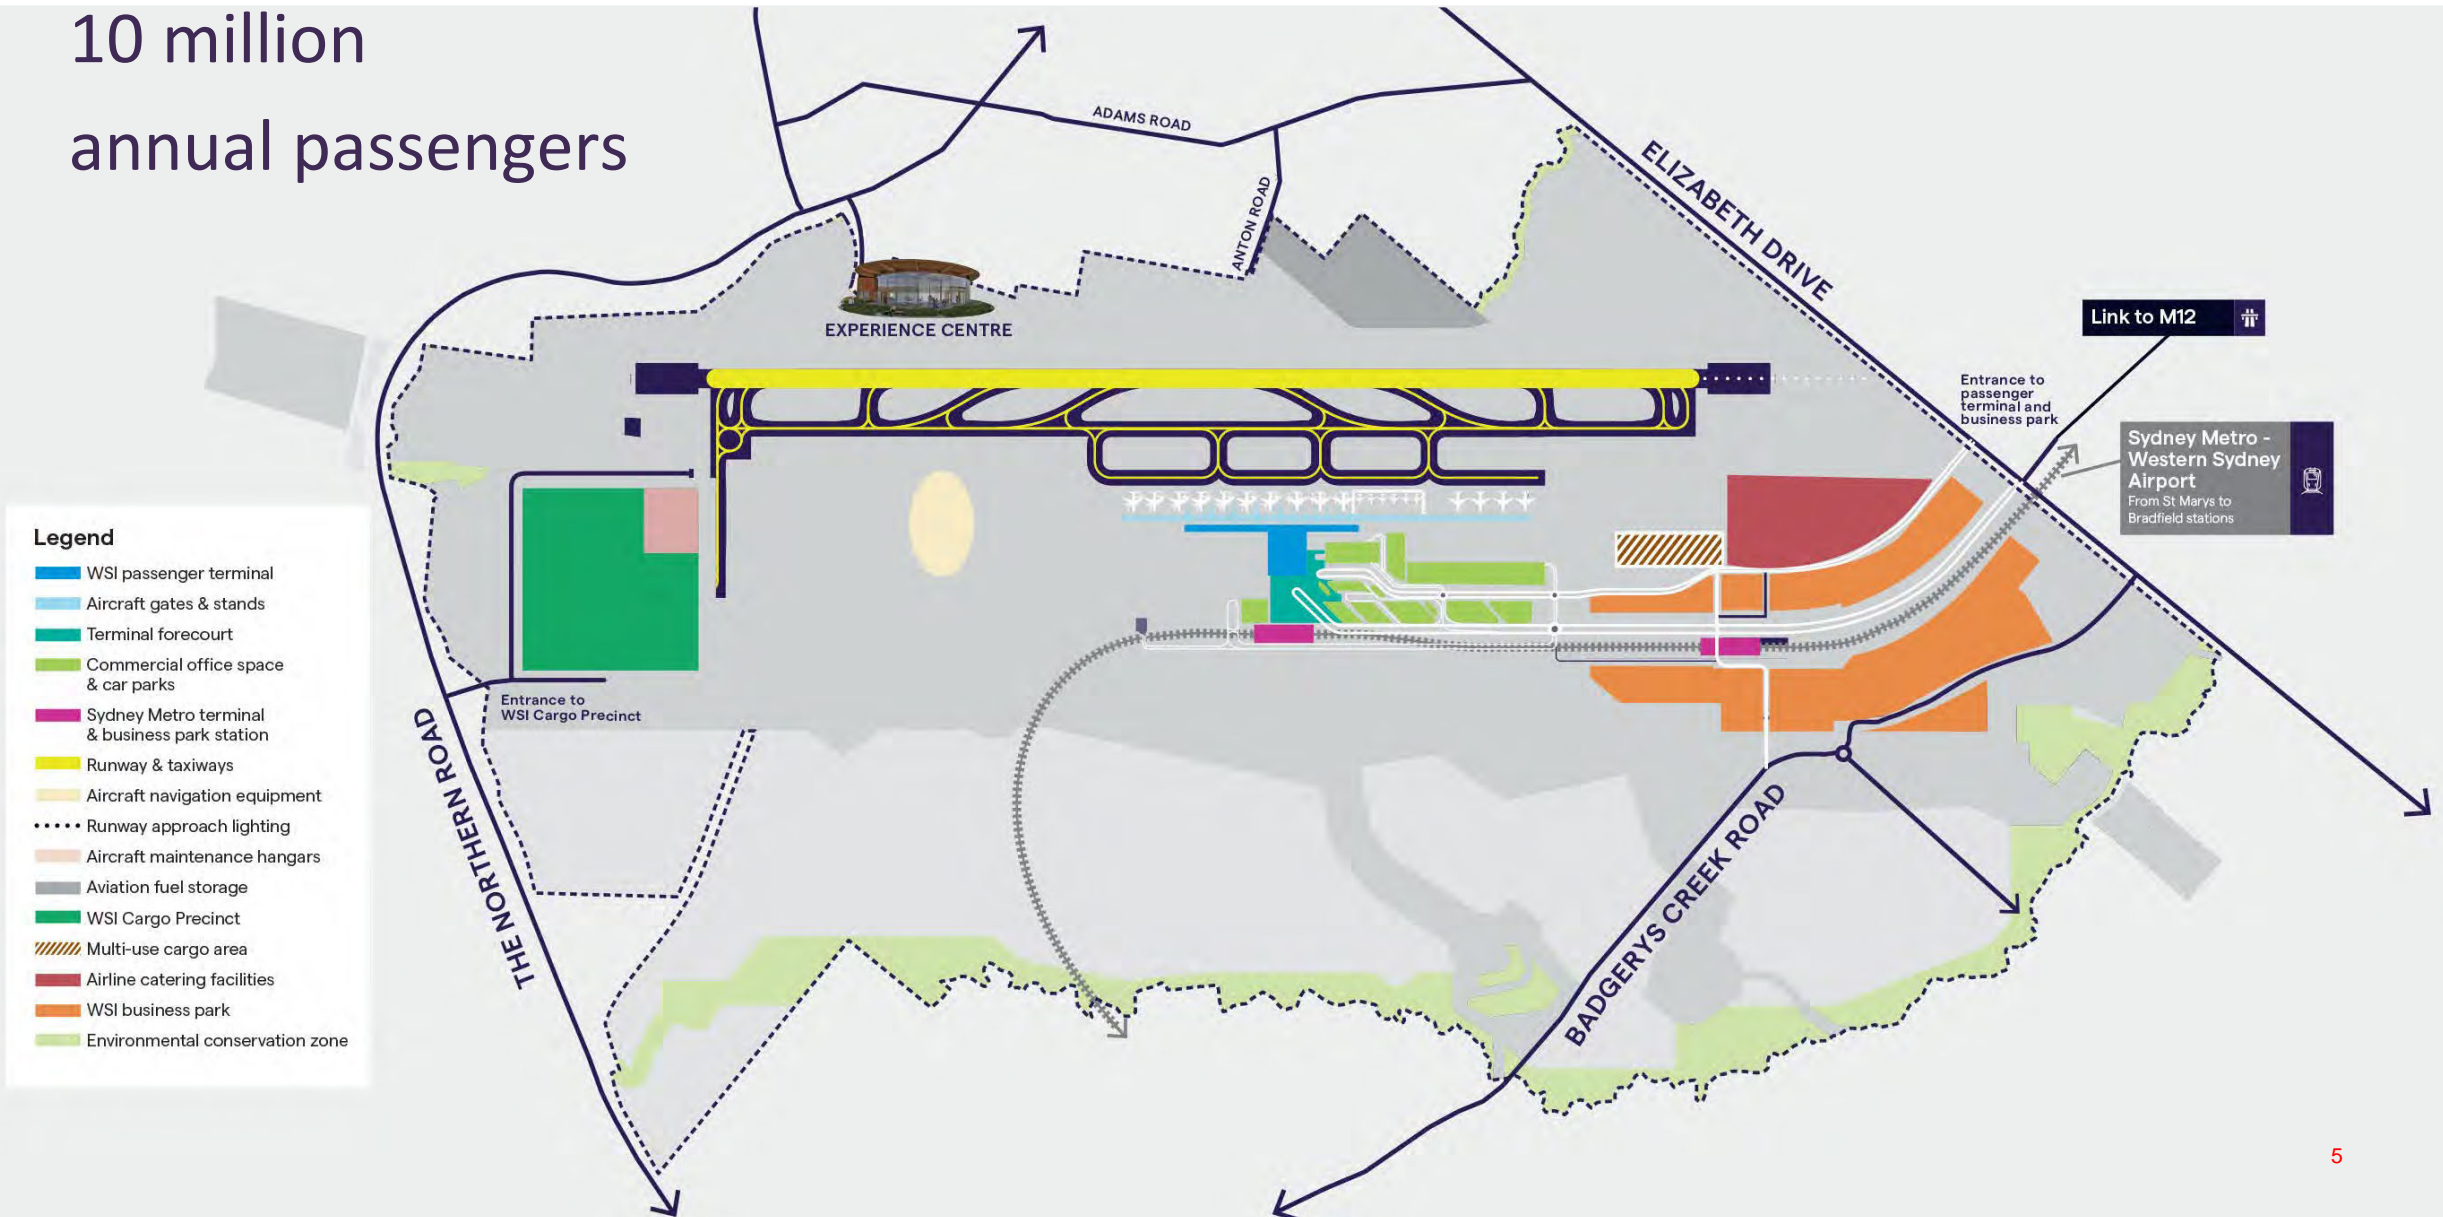 10 million
annual passengers
ADAMS ROAD
ANTON ROAD
ELIZABETH DRIVE
EXPERIENCE CENTRE
Link to M12
Entrance to
passenger
terminal and
business park
Sydney Metro -
Western Sydney
Airport
From St Marys to
Bradfield stations
Legend
WSI passenger terminal
Aircraft gates & stands
Terminal forecourt
Commercial office space
& car parks
Sydney Metro terminal
& business park station
Runway & taxiways
Aircraft navigation equipment
Runway approach lighting
Aircraft maintenance hangars
Aviation fuel storage
WSI Cargo Precinct
Multi-use cargo area
Airline catering facilities
WSI business park
Environmental conservation zone
Entrance to
WSI Cargo Precinct
THE NORTHERN ROAD
BADGERYS CREEK ROAD
5